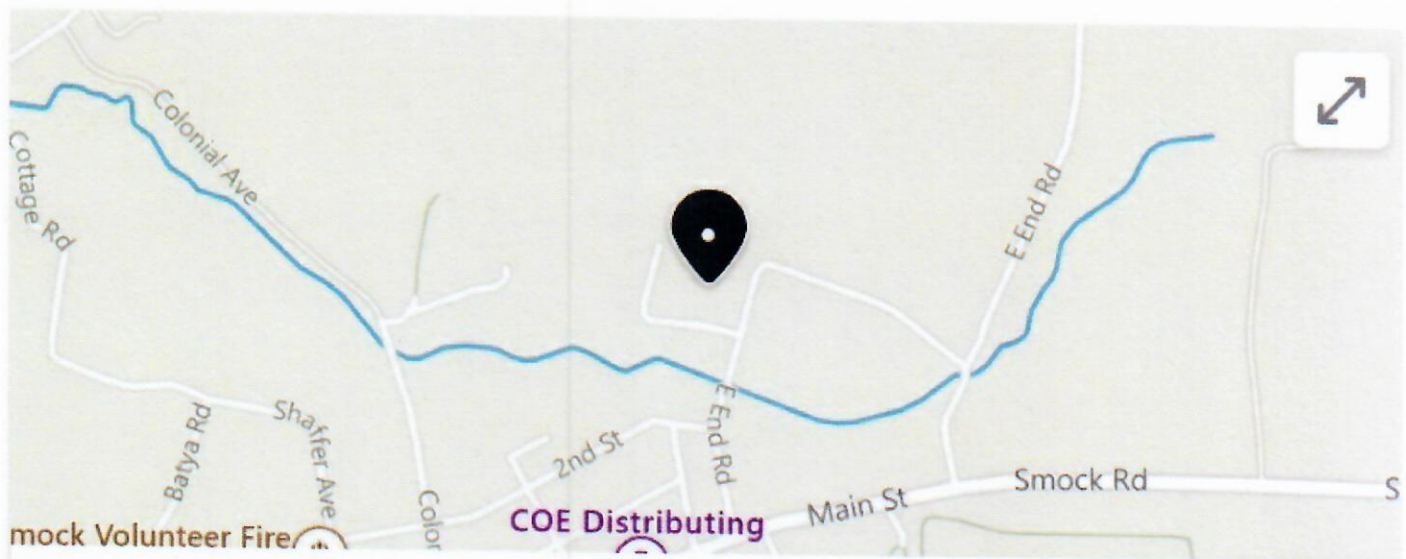 Colonial Ave
Cottage Rd
E End Rd
E End Rd
Batya Rd
Shaffer Ave
2nd St
Colon
Main St
Smock Rd
S
COE Distributing
mock Volunteer Fire